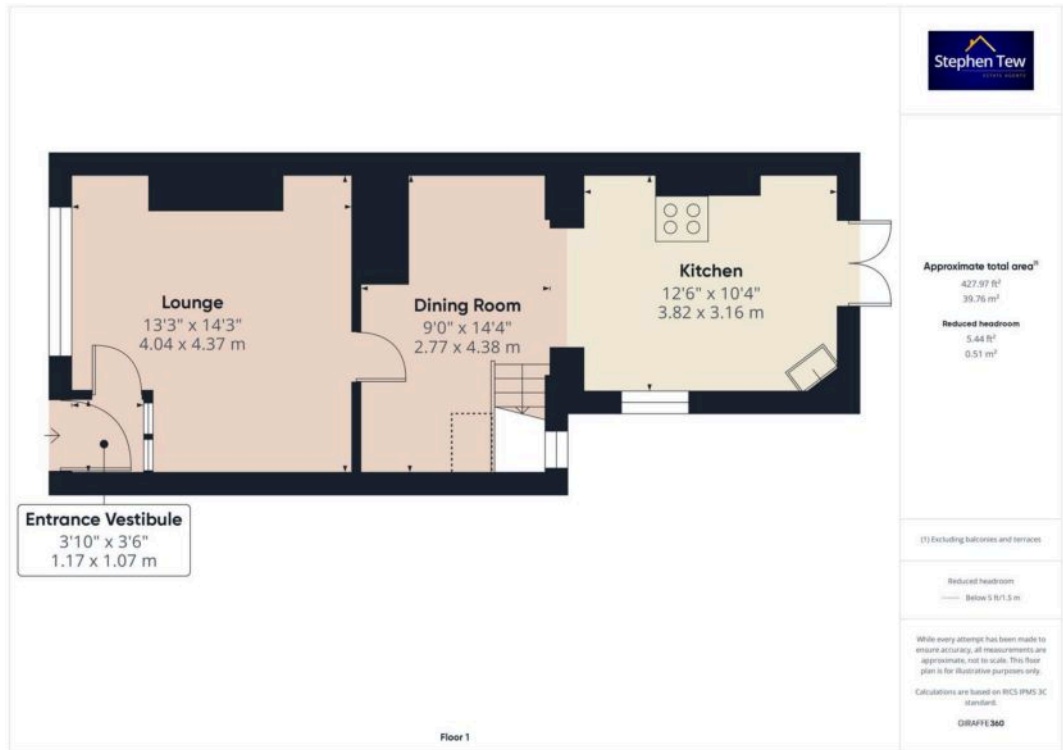 Stephen Tew
ESTATE AGENTS
Lounge
13'3" x 14'3"
4.04 x 4.37 m
Dining Room
9'0" x 14'4"
2.77 x 4.38 m
Kitchen
12'6" x 10'4"
3.82 x 3.16 m
Entrance Vestibule
3'10" x 3'6"
1.17 x 1.07 m
Floor 1
Approximate total area(1)
427.97 ft²
39.76 m²
Reduced headroom
5.44 ft²
0.51 m²
(1) Excluding balconies and terraces
Reduced headroom
Below 5 ft/1.5 m
While every attempt has been made to
ensure accuracy, all measurements are
approximate, not to scale. This floor
plan is for illustrative purposes only.
Calculations are based on RICS IPMS 3C
standard.
GIRAFFE360